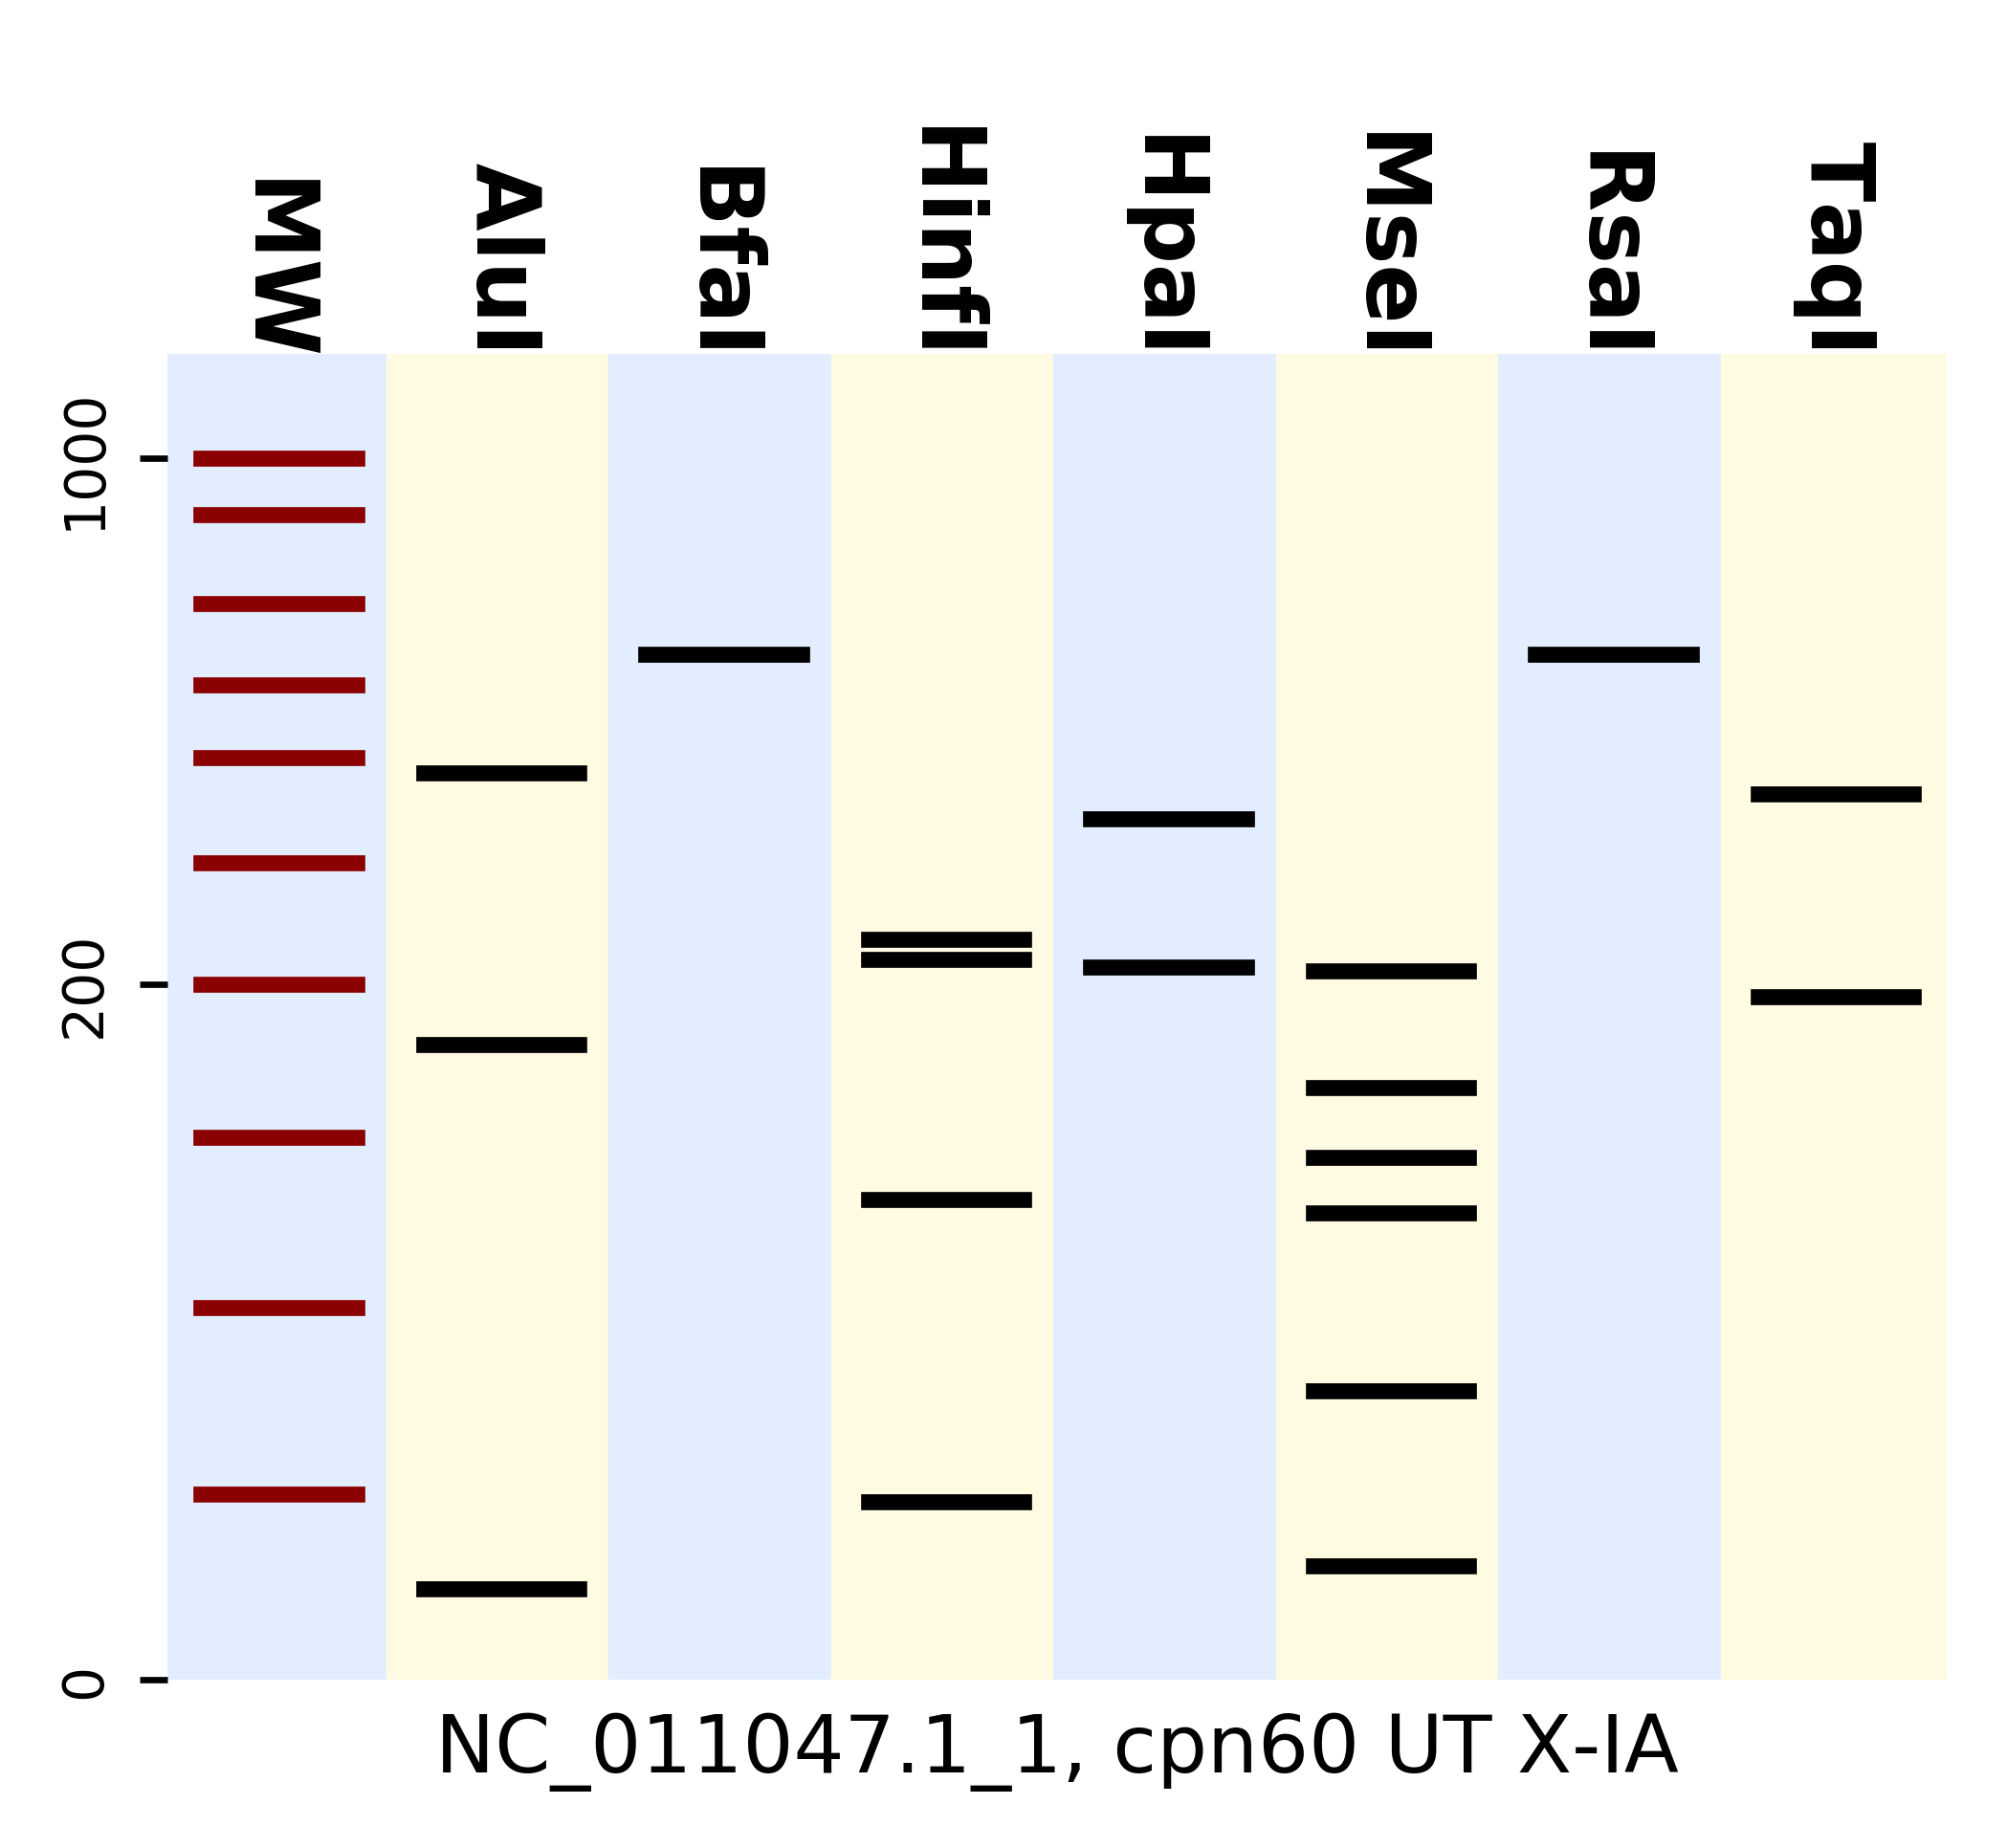 MW
AluI
BfaI
HinfI
HpaI
MseI
RsaI
TaqI
1000
200
0
NC_011047.1_1, cpn60 UT X-IA